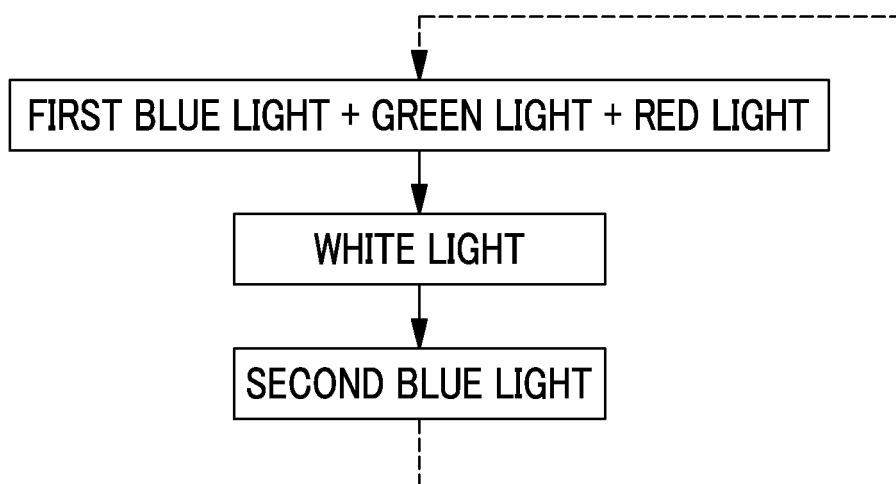 FIRST BLUE LIGHT + GREEN LIGHT + RED LIGHT
WHITE LIGHT
SECOND BLUE LIGHT